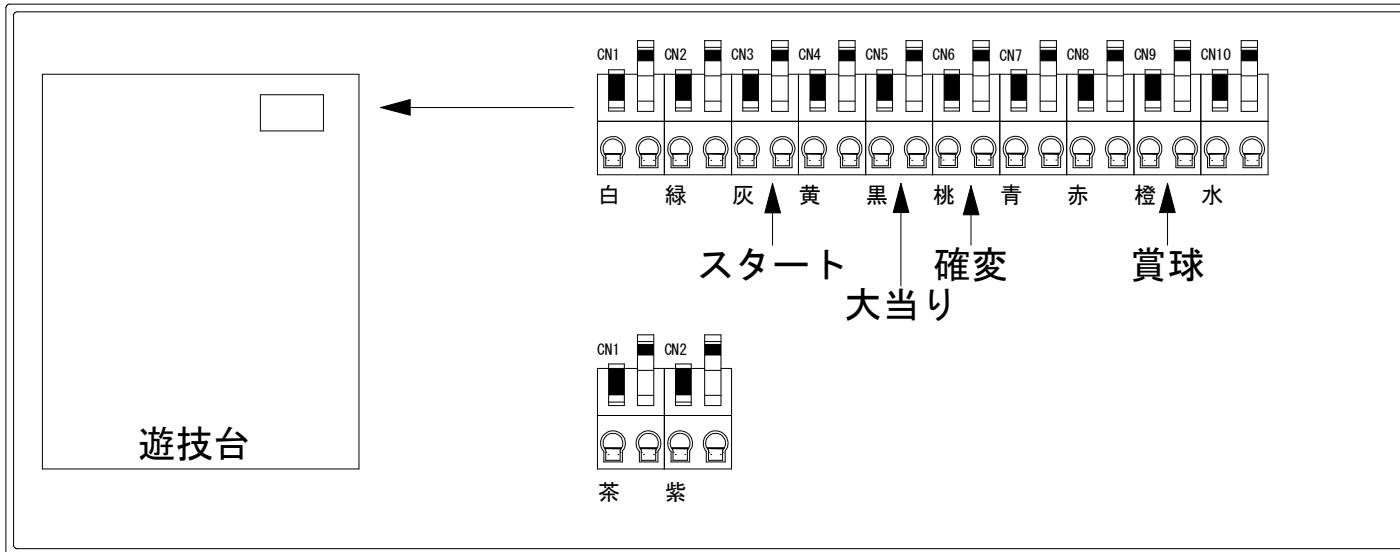 CN1 CN2 CN3 CN4 CN5 CN6 CN7 CN8 CN9 CN10
白 緑 灰 黄 黒 桃 青 赤 橙 水
スタート 確変 賞球
大当り
CN1 CN2
遊技台
茶 紫